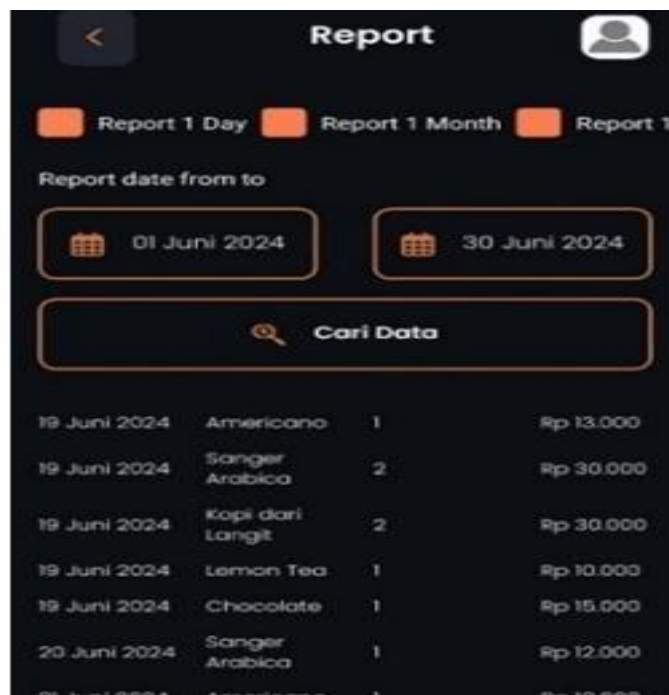 Report
Report 1 Day Report 1 Month Report 1
Report date from to
01 Juni 2024 30 Juni 2024
Cari Data
19 Juni 2024 Americano 1 Rp 13.000
19 Juni 2024 Sanger Arabica 2 Rp 30.000
19 Juni 2024 Kopi dari Langit 2 Rp 30.000
19 Juni 2024 Lemon Tea 1 Rp 10.000
19 Juni 2024 Chocolate 1 Rp 15.000
20 Juni 2024 Sanger Arabica 1 Rp 12.000